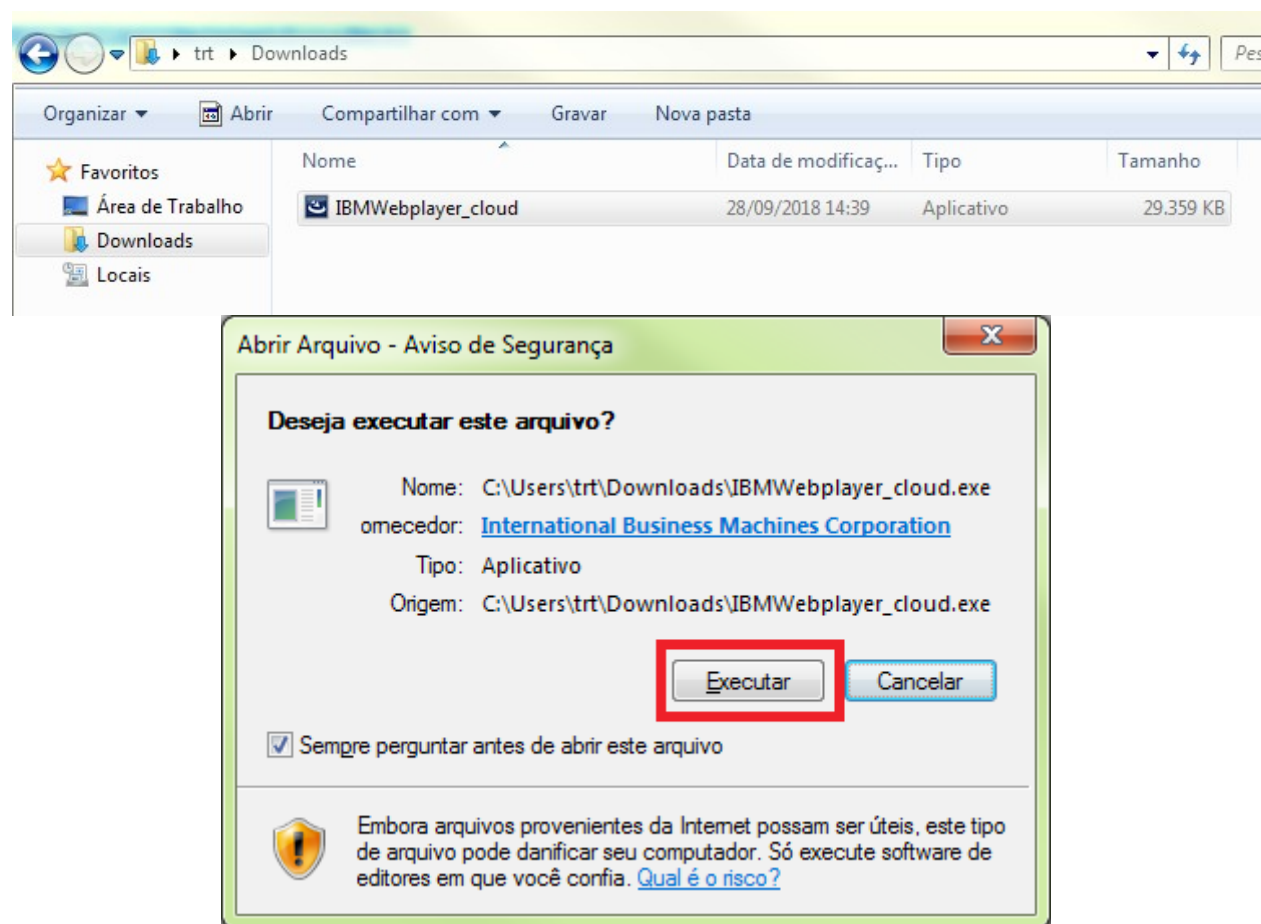 trt Downloads
Pes
Organizar Abrir Compartilhar com Gravar Nova pasta
Favoritos
Área de Trabalho
Downloads
Locais
Nome Data de modificaç... Tipo Tamanho
IBMWebplayer_cloud 28/09/2018 14:39 Aplicativo 29.359 KB
Abrir Arquivo - Aviso de Segurança
Deseja executar este arquivo?
Nome: C:\Users\trt\Downloads\IBMWebplayer_cloud.exe
ornecedor: International Business Machines Corporation
Tipo: Aplicativo
Origem: C:\Users\trt\Downloads\IBMWebplayer_cloud.exe
Executar Cancelar
Sempre perguntar antes de abrir este arquivo
Embora arquivos provenientes da Internet possam ser úteis, este tipo
de arquivo pode danificar seu computador. Só execute software de
editores em que você confia. Qual é o risco?